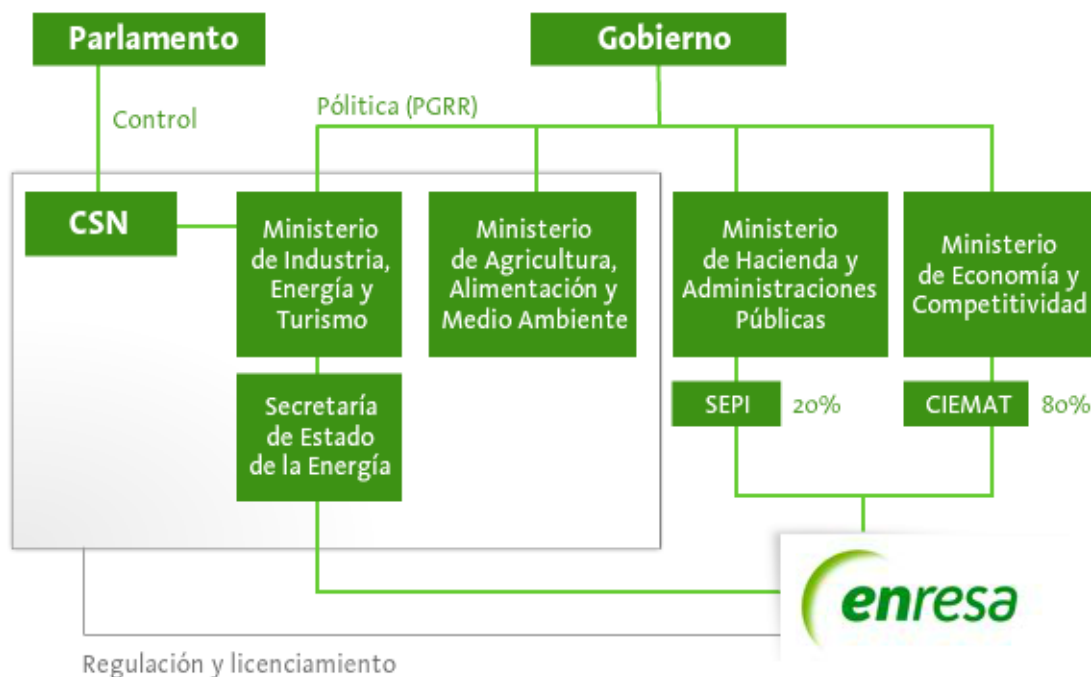 Parlamento
Gobierno
Control
Pólitica (PGRR)
CSN
Ministerio
de Industria,
Energía y
Turismo
Ministerio
de Agricultura,
Alimentación y
Medio Ambiente
Ministerio
de Hacienda y
Administraciones
Públicas
Ministerio
de Economía y
Competitividad
Secretaría
de Estado
de la Energía
SEPI
20%
CIEMAT
80%
enresa
Regulación y licenciamiento